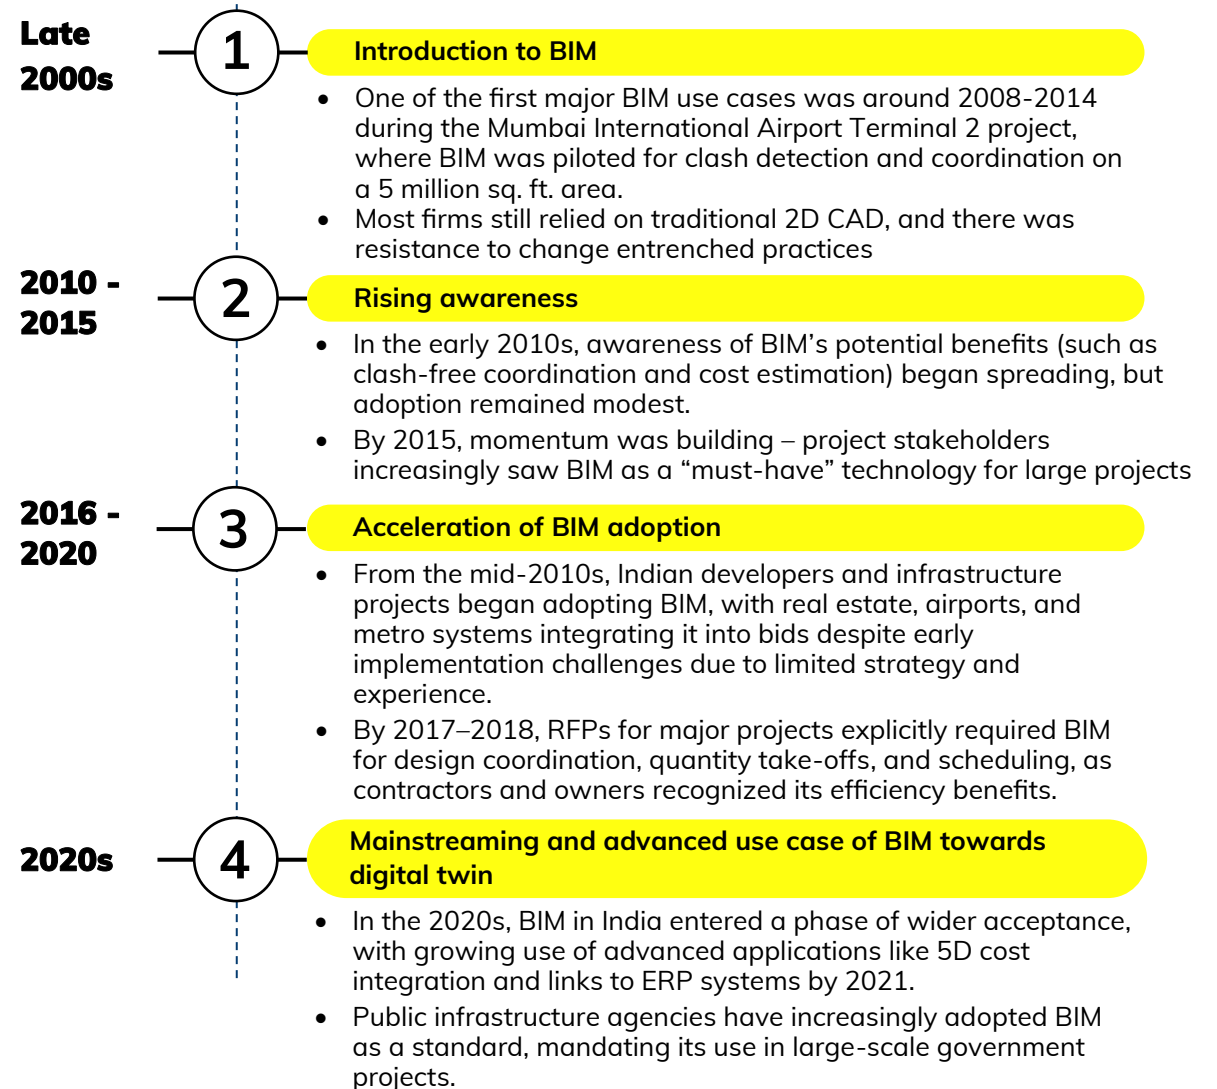 Late
2000s
1
Introduction to BIM
• One of the first major BIM use cases was around 2008-2014
during the Mumbai International Airport Terminal 2 project,
where BIM was piloted for clash detection and coordination on
a 5 million sq. ft. area.
• Most firms still relied on traditional 2D CAD, and there was
resistance to change entrenched practices
2010 -
2015
2
Rising awareness
• In the early 2010s, awareness of BIM’s potential benefits (such as
clash-free coordination and cost estimation) began spreading, but
adoption remained modest.
• By 2015, momentum was building – project stakeholders
increasingly saw BIM as a “must-have” technology for large projects
2016 -
2020
3
Acceleration of BIM adoption
• From the mid-2010s, Indian developers and infrastructure
projects began adopting BIM, with real estate, airports, and
metro systems integrating it into bids despite early
implementation challenges due to limited strategy and
experience.
• By 2017–2018, RFPs for major projects explicitly required BIM
for design coordination, quantity take-offs, and scheduling, as
contractors and owners recognized its efficiency benefits.
2020s
4
Mainstreaming and advanced use case of BIM towards
digital twin
• In the 2020s, BIM in India entered a phase of wider acceptance,
with growing use of advanced applications like 5D cost
integration and links to ERP systems by 2021.
• Public infrastructure agencies have increasingly adopted BIM
as a standard, mandating its use in large-scale government
projects.